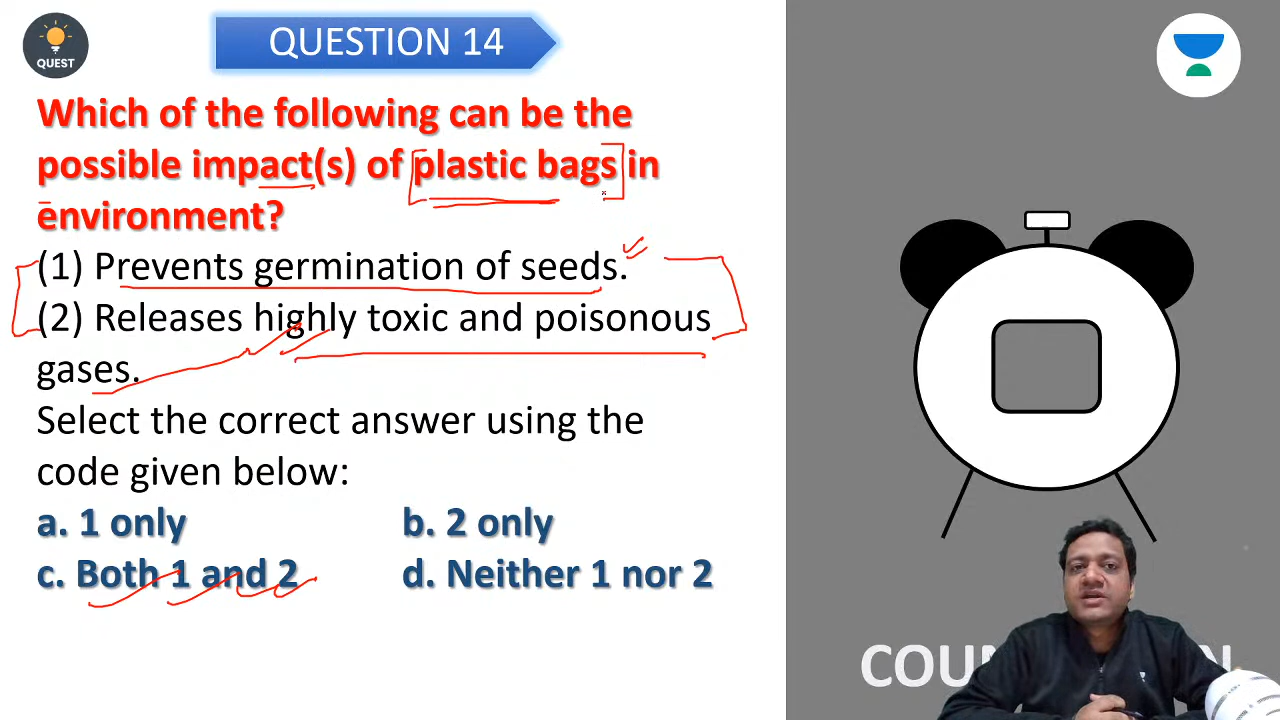 QUEST
QUESTION 14
Which of the following can be the
possible impact(s) of plastic bags in
environment?
(1) Prevents germination of seeds.
(2) Releases highly toxic and poisonous
gases.
Select the correct answer using the
code given below:
a. 1 only
b. 2 only
c. Both 1 and 2
d. Neither 1 nor 2